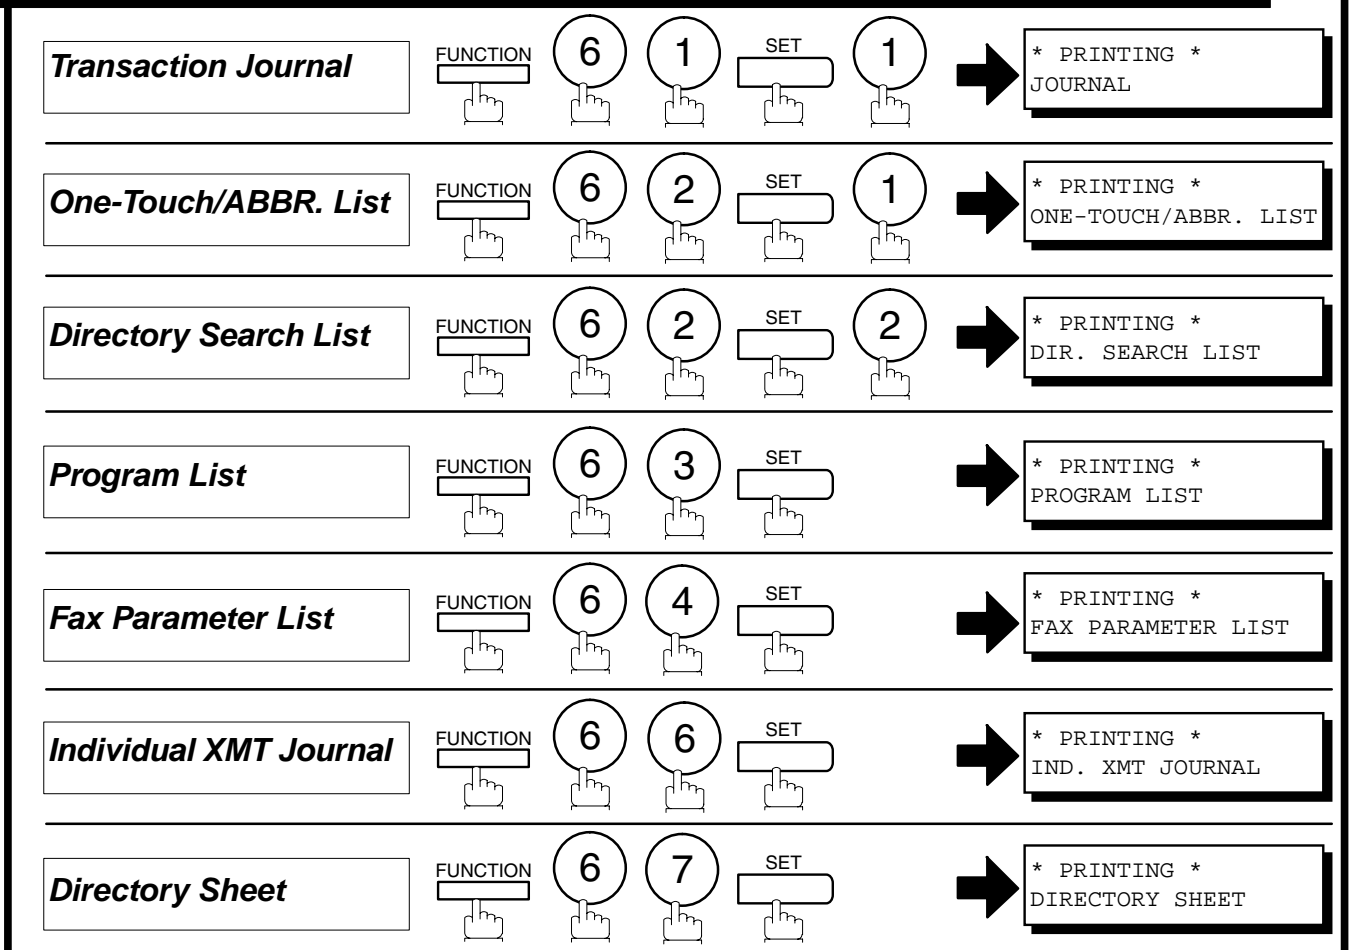 Transaction Journal FUNCTION 6 1 SET 1 * PRINTING *
JOURNAL
One-Touch/ABBR. List FUNCTION 6 2 SET 1 * PRINTING *
ONE-TOUCH/ABBR. LIST
Directory Search List FUNCTION 6 2 SET 2 * PRINTING *
DIR. SEARCH LIST
Program List FUNCTION 6 3 SET * PRINTING *
PROGRAM LIST
Fax Parameter List FUNCTION 6 4 SET * PRINTING *
FAX PARAMETER LIST
Individual XMT Journal FUNCTION 6 6 SET * PRINTING *
IND. XMT JOURNAL
Directory Sheet FUNCTION 6 7 SET * PRINTING *
DIRECTORY SHEET